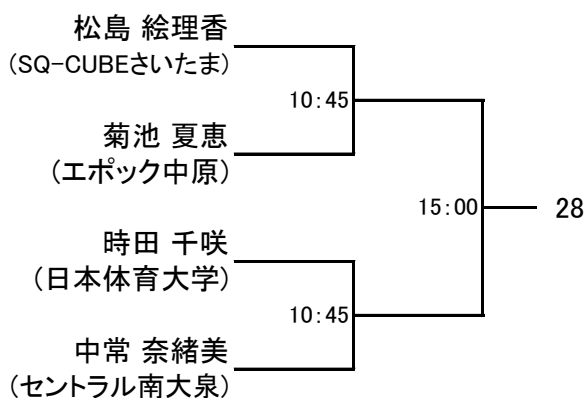 松島 絵理香
(SQ-CUBEさいたま)
10:45
菊池 夏恵
(エポック中原)
15:00
28
時田 千咲
(日本体育大学)
10:45
中常 奈緒美
(セントラル南大泉)